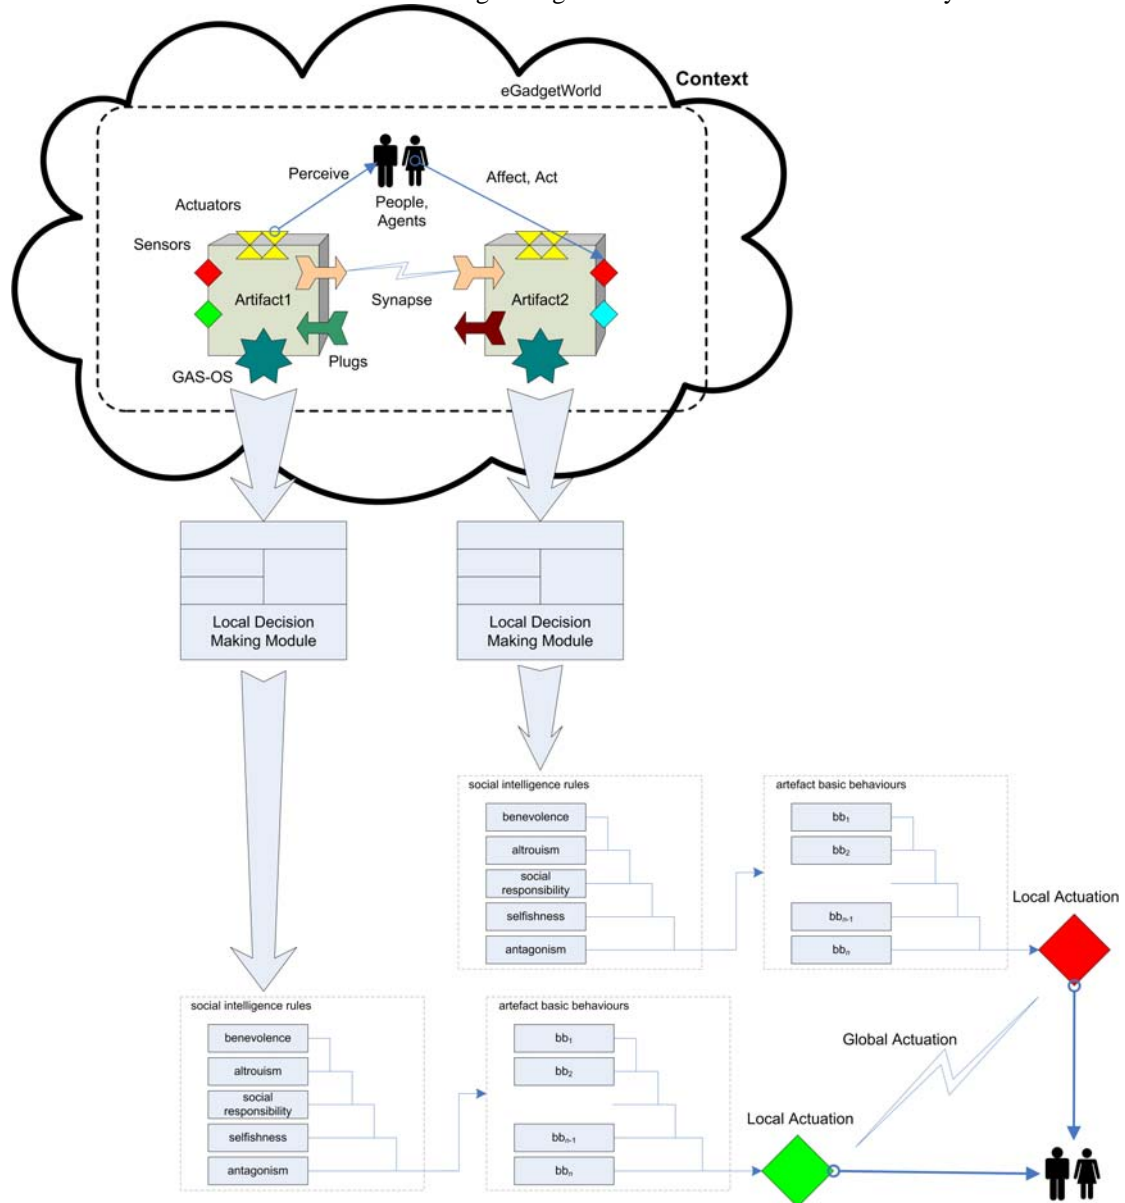 Context
eGadgetWorld
Perceive
Affect, Act
People,
Agents
Actuators
Sensors
Artifact1
Synapse
Artifact2
Plugs
GAS-OS
Local Decision
Making Module
Local Decision
Making Module
social intelligence rules
benevolence
altrouism
social
responsibility
selfishness
antagonism
artefact basic behaviours
bb₁
bb₂
bbₙ₋₁
bbₙ
Local Actuation
social intelligence rules
benevolence
altrouism
social
responsibility
selfishness
antagonism
artefact basic behaviours
bb₁
bb₂
bbₙ₋₁
bbₙ
Local Actuation
Global Actuation